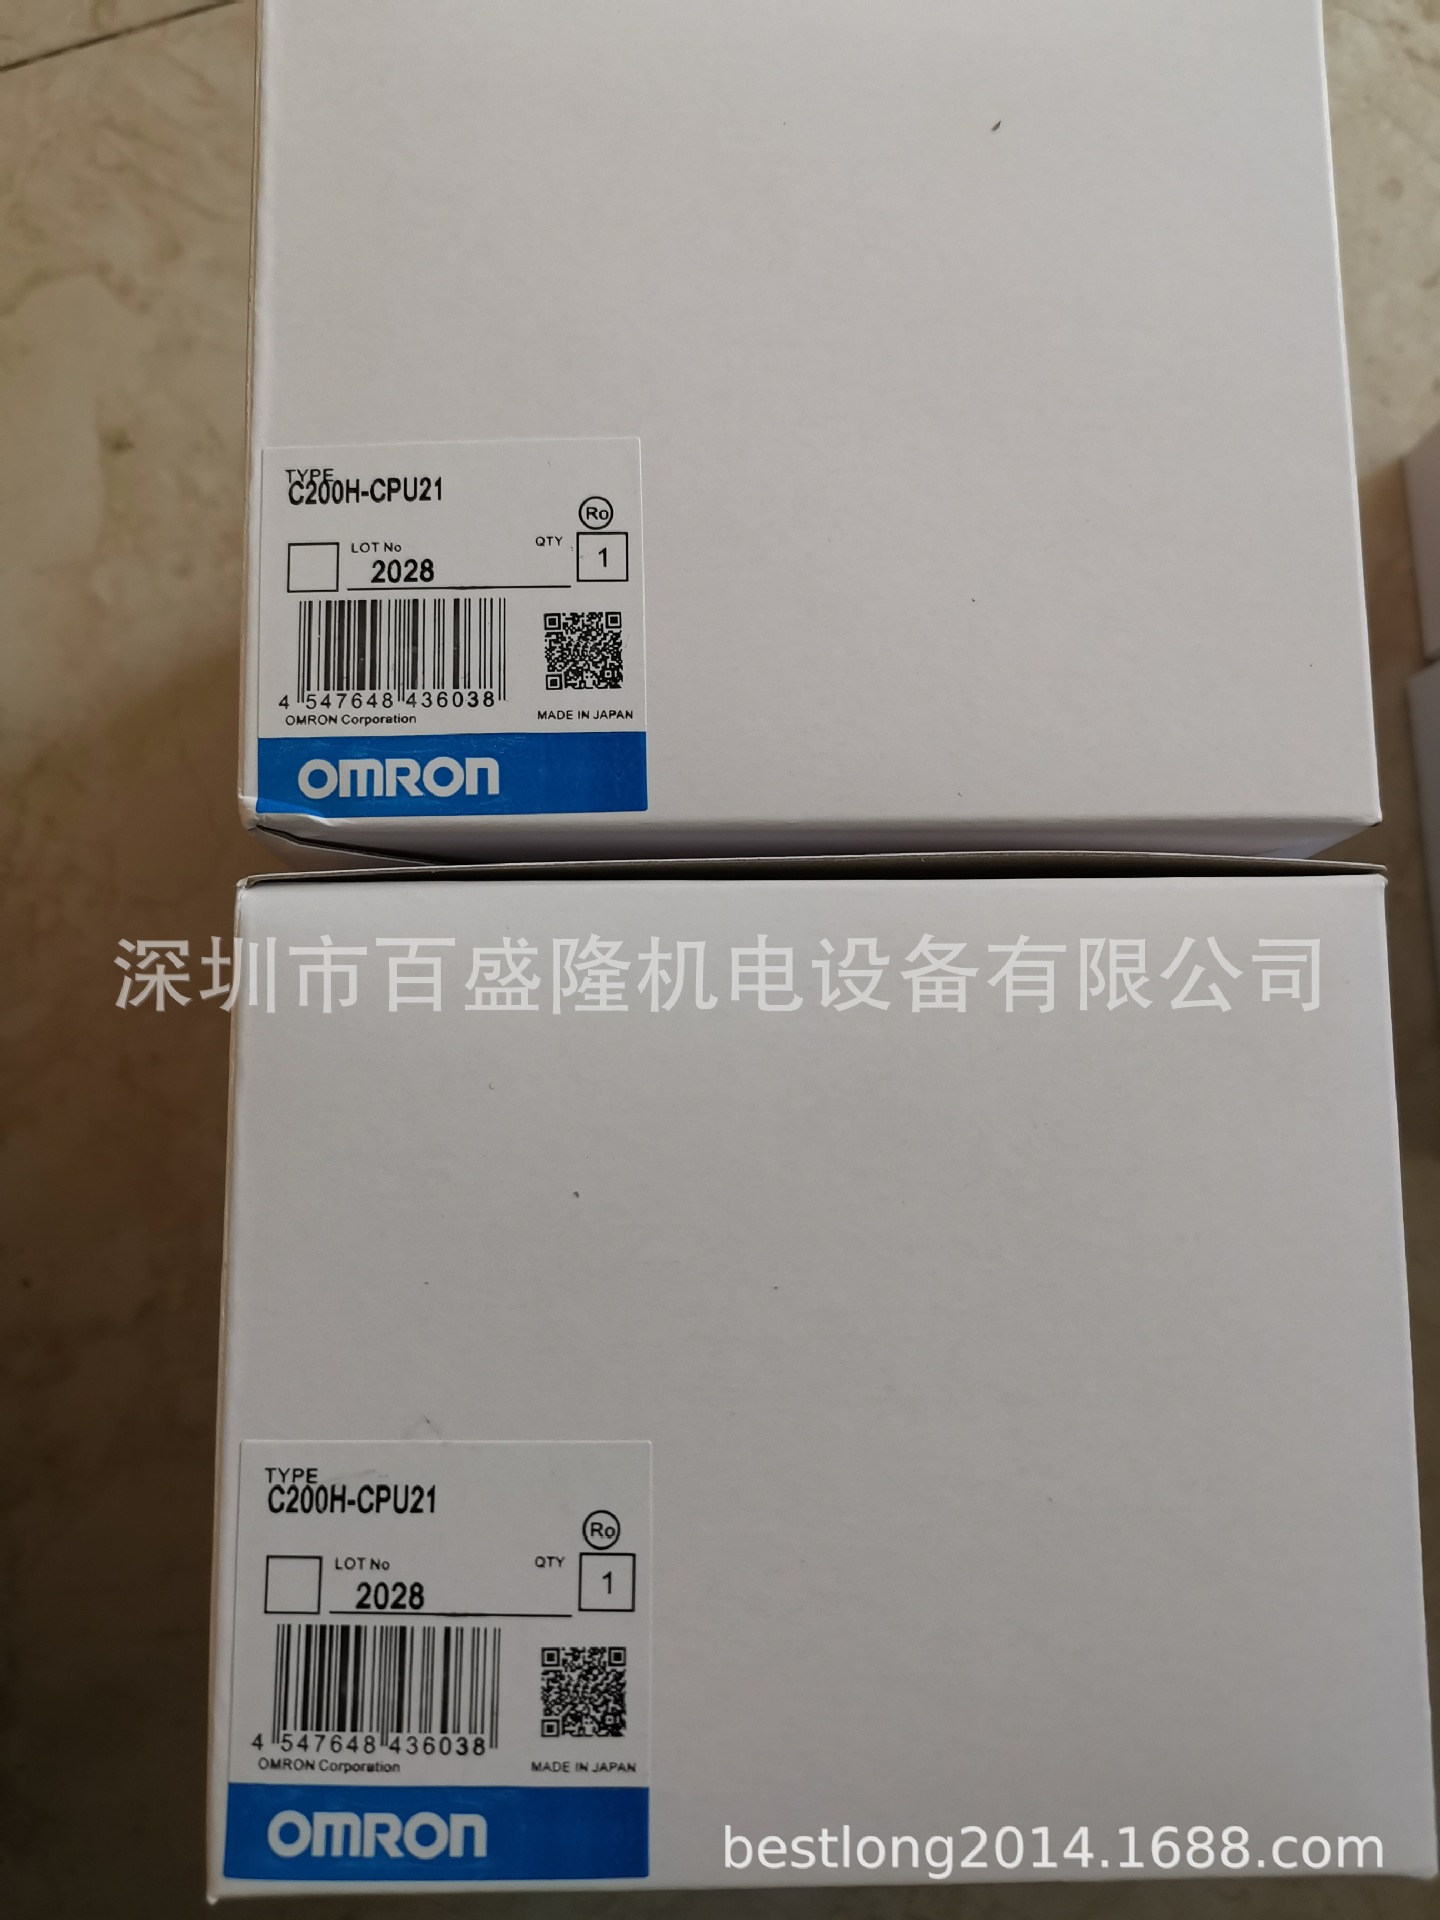 TYPE
C200H-CPU21
Ro
LOT No
2028
QTY
1
4 547648 436038
OMRON Corporation
MADE IN JAPAN
OMRON
深圳市百盛隆机电设备有限公司
TYPE
C200H-CPU21
Ro
LOT No
2028
QTY
1
4 547648 436038
OMRON Corporation
MADE IN JAPAN
OMRON
bestlong2014.1688.com